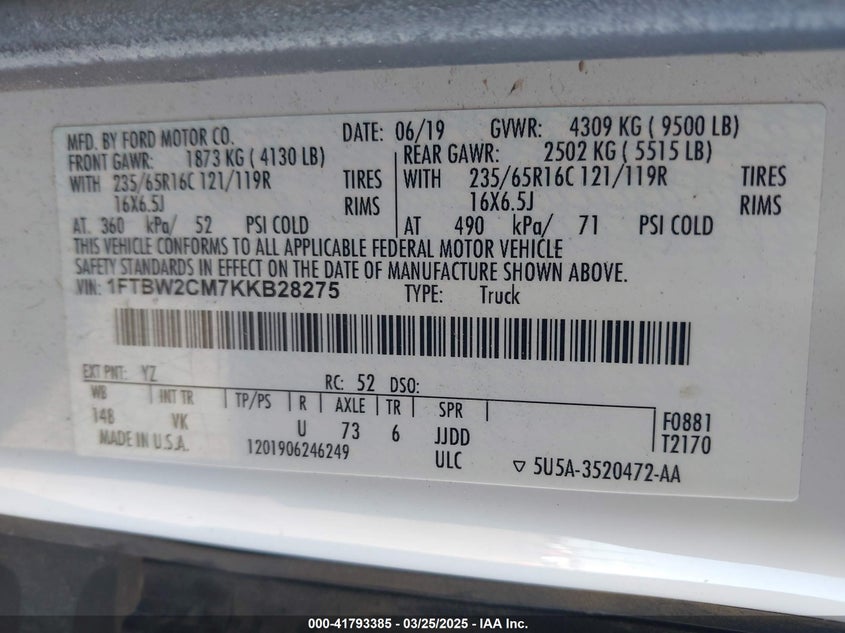 MFD. BY FORD MOTOR CO. DATE: 06/19 GVWR: 4309 KG ( 9500 LB)
FRONT GAWR: 1873 KG ( 4130 LB) REAR GAWR: 2502 KG ( 5515 LB)
WITH 235/65R16C 121/119R TIRES WITH 235/65R16C 121/119R TIRES
16X6.5J RIMS 16X6.5J RIMS
AT. 360 kPa/ 52 PSI COLD AT 490 kPa/ 71 PSI COLD
THIS VEHICLE CONFORMS TO ALL APPLICABLE FEDERAL MOTOR VEHICLE
SAFETY STANDARDS IN EFFECT ON THE DATE OF MANUFACTURE SHOWN ABOVE.
VIN: 1FTBW2CM7KKB28275 TYPE: Truck
EXT PNT: YZ RC: 52 DSO:
WB INT TR TP/PS R AXLE TR SPR
148 VK U 73 6 JJDD F0881
MADE IN U.S.A. 1201906246249 ULC T2170
▽ 5U5A-3520472-AA
000-41793385 / 03/25/2025 - IAA Inc.